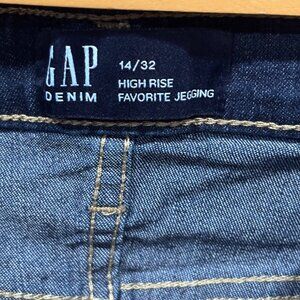 GAP
DENIM
14/32
HIGH RISE
FAVORITE JEGGING